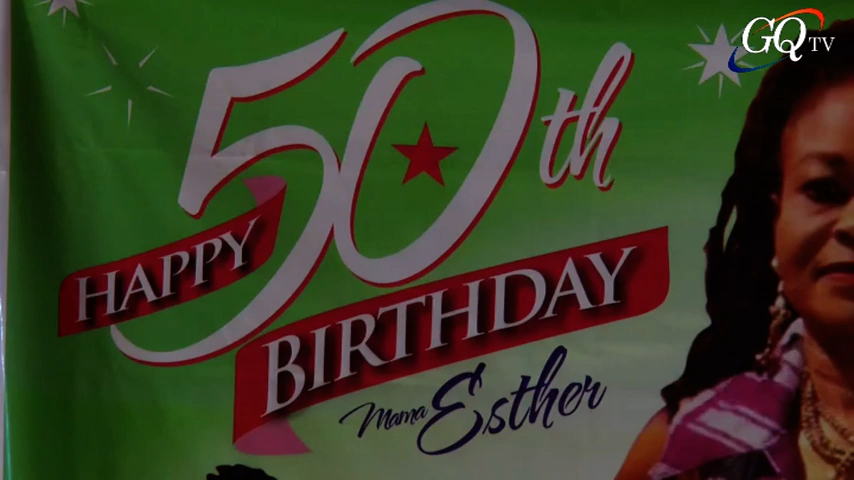 GQ TV
50th
HAPPY
BIRTHDAY
Mama Esther